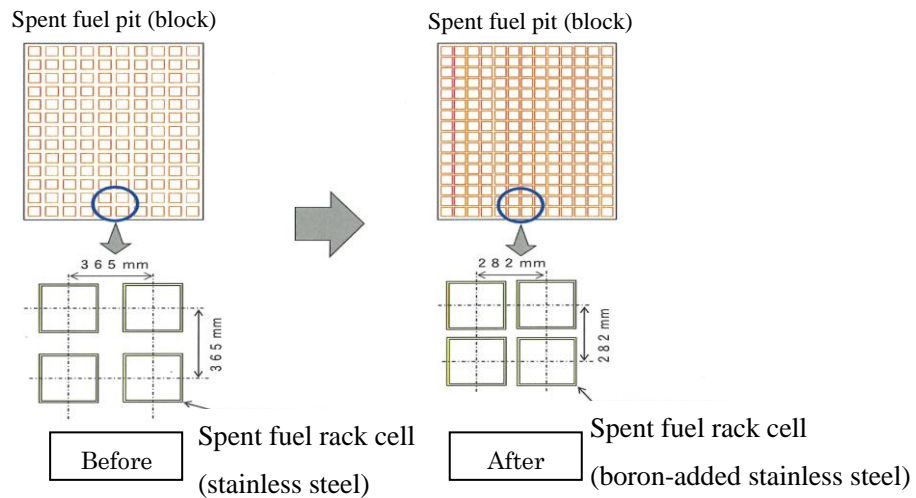 Spent fuel pit (block)
Spent fuel pit (block)
365 mm
365 mm
282 mm
282 mm
Before
Spent fuel rack cell
(stainless steel)
After
Spent fuel rack cell
(boron-added stainless steel)